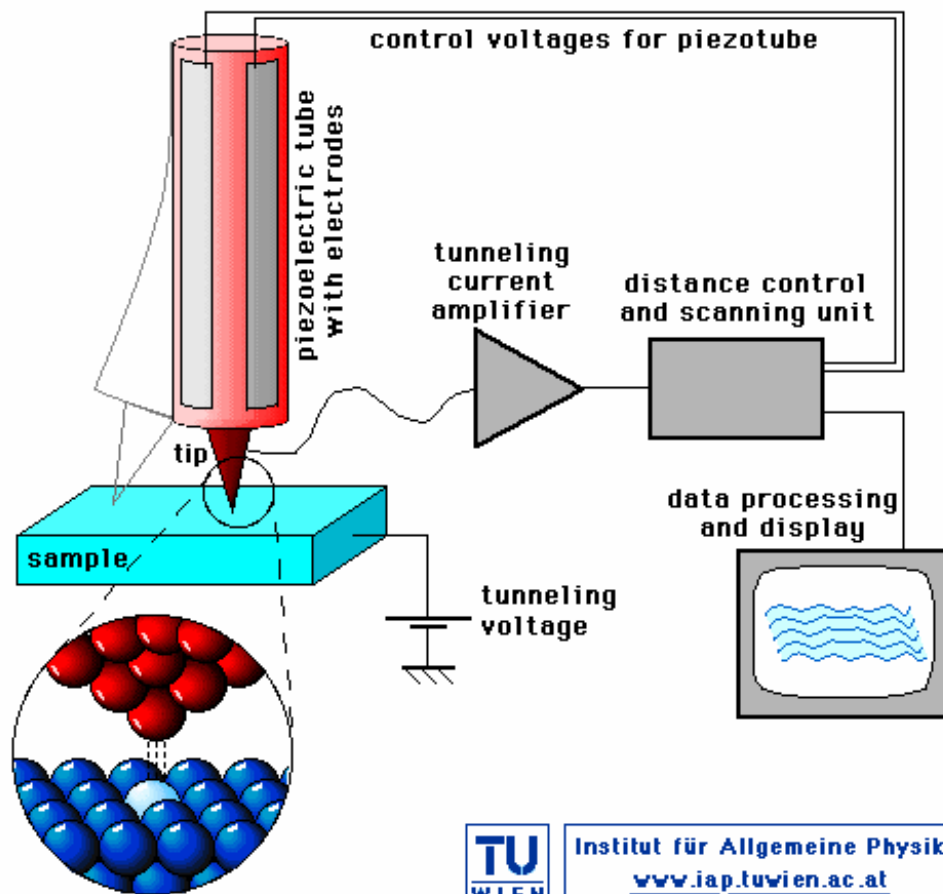 control voltages for piezotube
piezoelectric tube
with electrodes
tunneling
current
amplifier
distance control
and scanning unit
tip
data processing
and display
sample
tunneling
voltage
TU
WIEN
Institut für Allgemeine Physik
www.iap.tuwien.ac.at